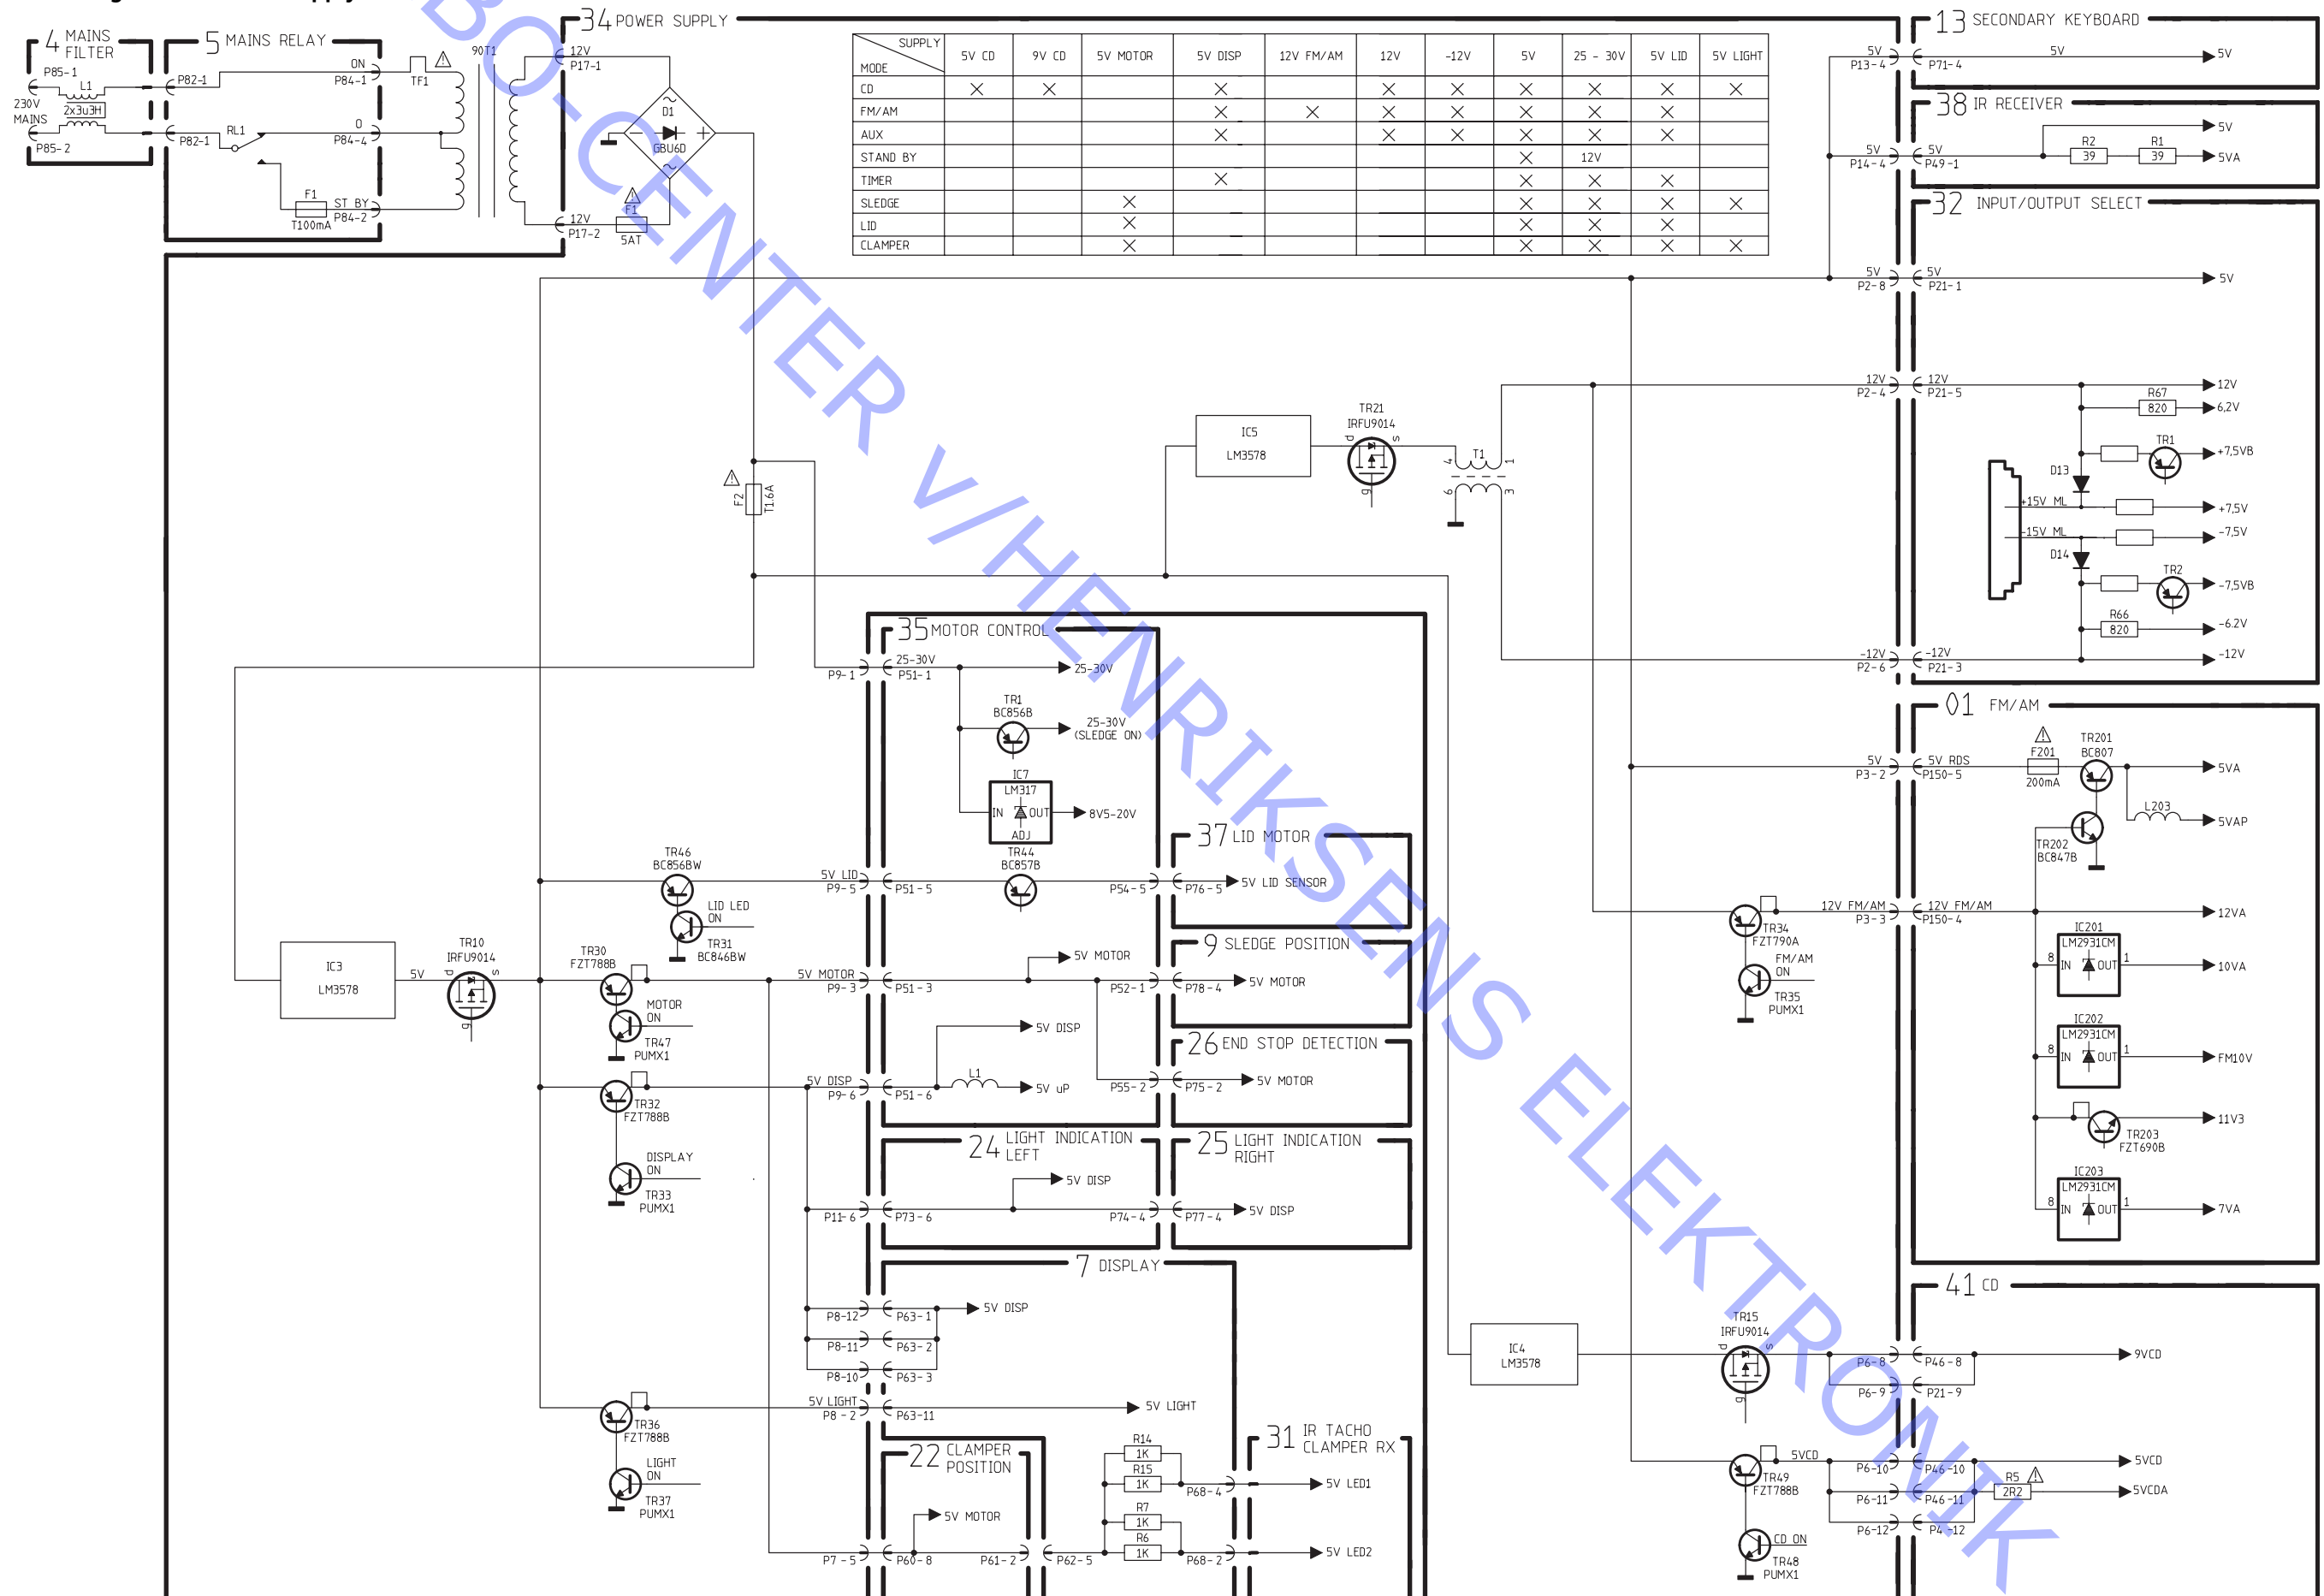 34 POWER SUPPLY
4 MAINS FILTER
P85-1
L1
2x3u3H
230V MAINS
P85-2
5 MAINS RELAY
P82-1
P82-1
RL1
ON
P84-1
0
P84-4
F1
T100mA
ST BY
P84-2
TF1
90T1
12V
P17-1
12V
P17-2
D1
GBU6D
F1
5AT
SUPPLY
MODE
5V CD 9V CD 5V MOTOR 5V DISP 12V FM/AM 12V -12V 5V 25 - 30V 5V LID 5V LIGHT
CD X X X X X X X X X
FM/AM X X X X X X X
AUX X X X X X X
STAND BY X 12V
TIMER X X X X
SLEDGE X X X X X
LID X X X X
CLAMPER X X X X X
13 SECONDARY KEYBOARD
5V
P13-4
P71-4
5V
5V
38 IR RECEIVER
5V
P14-4
5V
P49-1
R2
39
R1
39
5V
5VA
32 INPUT/OUTPUT SELECT
5V
P2-8
5V
P21-1
5V
12V
P2-4
12V
P21-5
12V
R67
820
6,2V
TR1
+7,5VB
D13
+15V ML
+7,5V
-15V ML
-7,5V
D14
TR2
-7,5VB
R66
820
-6.2V
-12V
P2-6
-12V
P21-3
-12V
IC5
LM3578
TR21
IRFU9014
d
s
g
T1
4
1
6
3
F2
T1.6A
35 MOTOR CONTROL
P9-1
25-30V
P51-1
25-30V
TR1
BC856B
25-30V
(SLEDGE ON)
IC7
LM317
IN
OUT
ADJ
8V5-20V
TR46
BC856BW
LID LED ON
TR31
BC846BW
5V LID
P9-5
P51-5
TR44
BC857B
P54-5
37 LID MOTOR
P76-5
5V LID SENSOR
IC3
LM3578
5V
TR10
IRFU9014
d
s
g
TR30
FZT788B
MOTOR ON
TR47
PUMX1
5V MOTOR
P9-3
P51-3
5V MOTOR
P52-1
9 SLEDGE POSITION
P78-4
5V MOTOR
5V DISP
26 END STOP DETECTION
P55-2
P75-2
5V MOTOR
5V DISP
P9-6
P51-6
L1
5V uP
TR32
FZT788B
DISPLAY ON
TR33
PUMX1
24 LIGHT INDICATION LEFT
P11-6
P73-6
5V DISP
P74-4
25 LIGHT INDICATION RIGHT
P77-4
5V DISP
7 DISPLAY
P8-12
P63-1
5V DISP
P8-11
P63-2
P8-10
P63-3
5V LIGHT
P8-2
P63-11
5V LIGHT
TR36
FZT788B
LIGHT ON
TR37
PUMX1
22 CLAMPER POSITION
P7-5
P60-8
5V MOTOR
P61-2
P62-5
R14
1K
R15
1K
R7
1K
R6
1K
P68-4
P68-2
31 IR TACHO CLAMPER RX
5V LED1
5V LED2
01 FM/AM
5V
P3-2
5V RDS
P150-5
F201
200mA
TR201
BC807
5VA
L203
5VAP
TR202
BC847B
12V FM/AM
P3-3
12V FM/AM
P150-4
12VA
TR34
FZT790A
FM/AM ON
TR35
PUMX1
IC201
LM2931CM
8 IN OUT 1
10VA
IC202
LM2931CM
8 IN OUT 1
FM10V
11V3
TR203
FZT690B
IC203
LM2931CM
8 IN OUT 1
7VA
41 CD
IC4
LM3578
TR15
IRFU9014
d
s
g
P6-8
P46-8
9VCD
P6-9
P21-9
TR49
FZT788B
5VCD
P6-10
P46-10
5VCD
P6-11
P46-11
R5
2R2
5VCDA
P6-12
P4-12
CD ON
TR48
PUMX1
BO-CENTER v/HENRIKSENS ELEKTRONIK